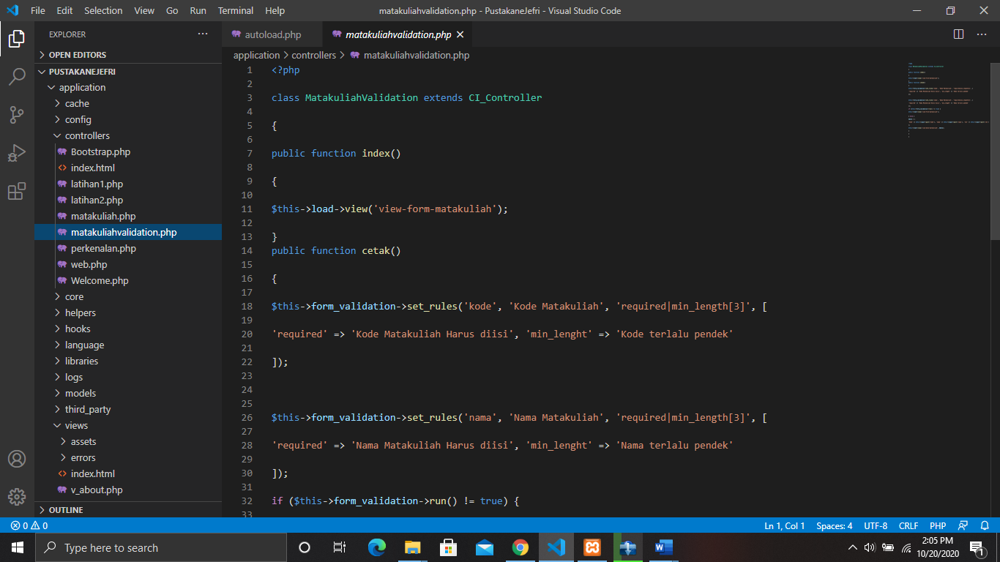 File Edit Selection View Go Run Terminal Help matakuliahvalidation.php - PustakaneJefri - Visual Studio Code
EXPLORER
OPEN EDITORS
PUSTAKANEJEFRI
application
cache
config
controllers
Bootstrap.php
index.html
latihan1.php
latihan2.php
matakuliah.php
matakuliahvalidation.php
perkenalan.php
web.php
Welcome.php
core
helpers
hooks
language
libraries
logs
models
third_party
views
assets
errors
index.html
v_about.php
OUTLINE
autoload.php matakuliahvalidation.php
application > controllers > matakuliahvalidation.php
1 <?php
2
3 class MatakuliahValidation extends CI_Controller
4
5 {
6
7 public function index()
8
9 {
10
11 $this->load->view('view-form-matakuliah');
12
13 }
14 public function cetak()
15
16 {
17
18 $this->form_validation->set_rules('kode', 'Kode Matakuliah', 'required|min_length[3]', [
19
20 'required' => 'Kode Matakuliah Harus diisi', 'min_lenght' => 'Kode terlalu pendek'
21
22 ]);
23
24
25
26 $this->form_validation->set_rules('nama', 'Nama Matakuliah', 'required|min_length[3]', [
27
28 'required' => 'Nama Matakuliah Harus diisi', 'min_lenght' => 'Nama terlalu pendek'
29
30 ]);
31
32 if ($this->form_validation->run() != true) {
33
0 0 Ln 1, Col 1 Spaces: 4 UTF-8 CRLF PHP
Type here to search
2:05 PM
10/20/2020
1